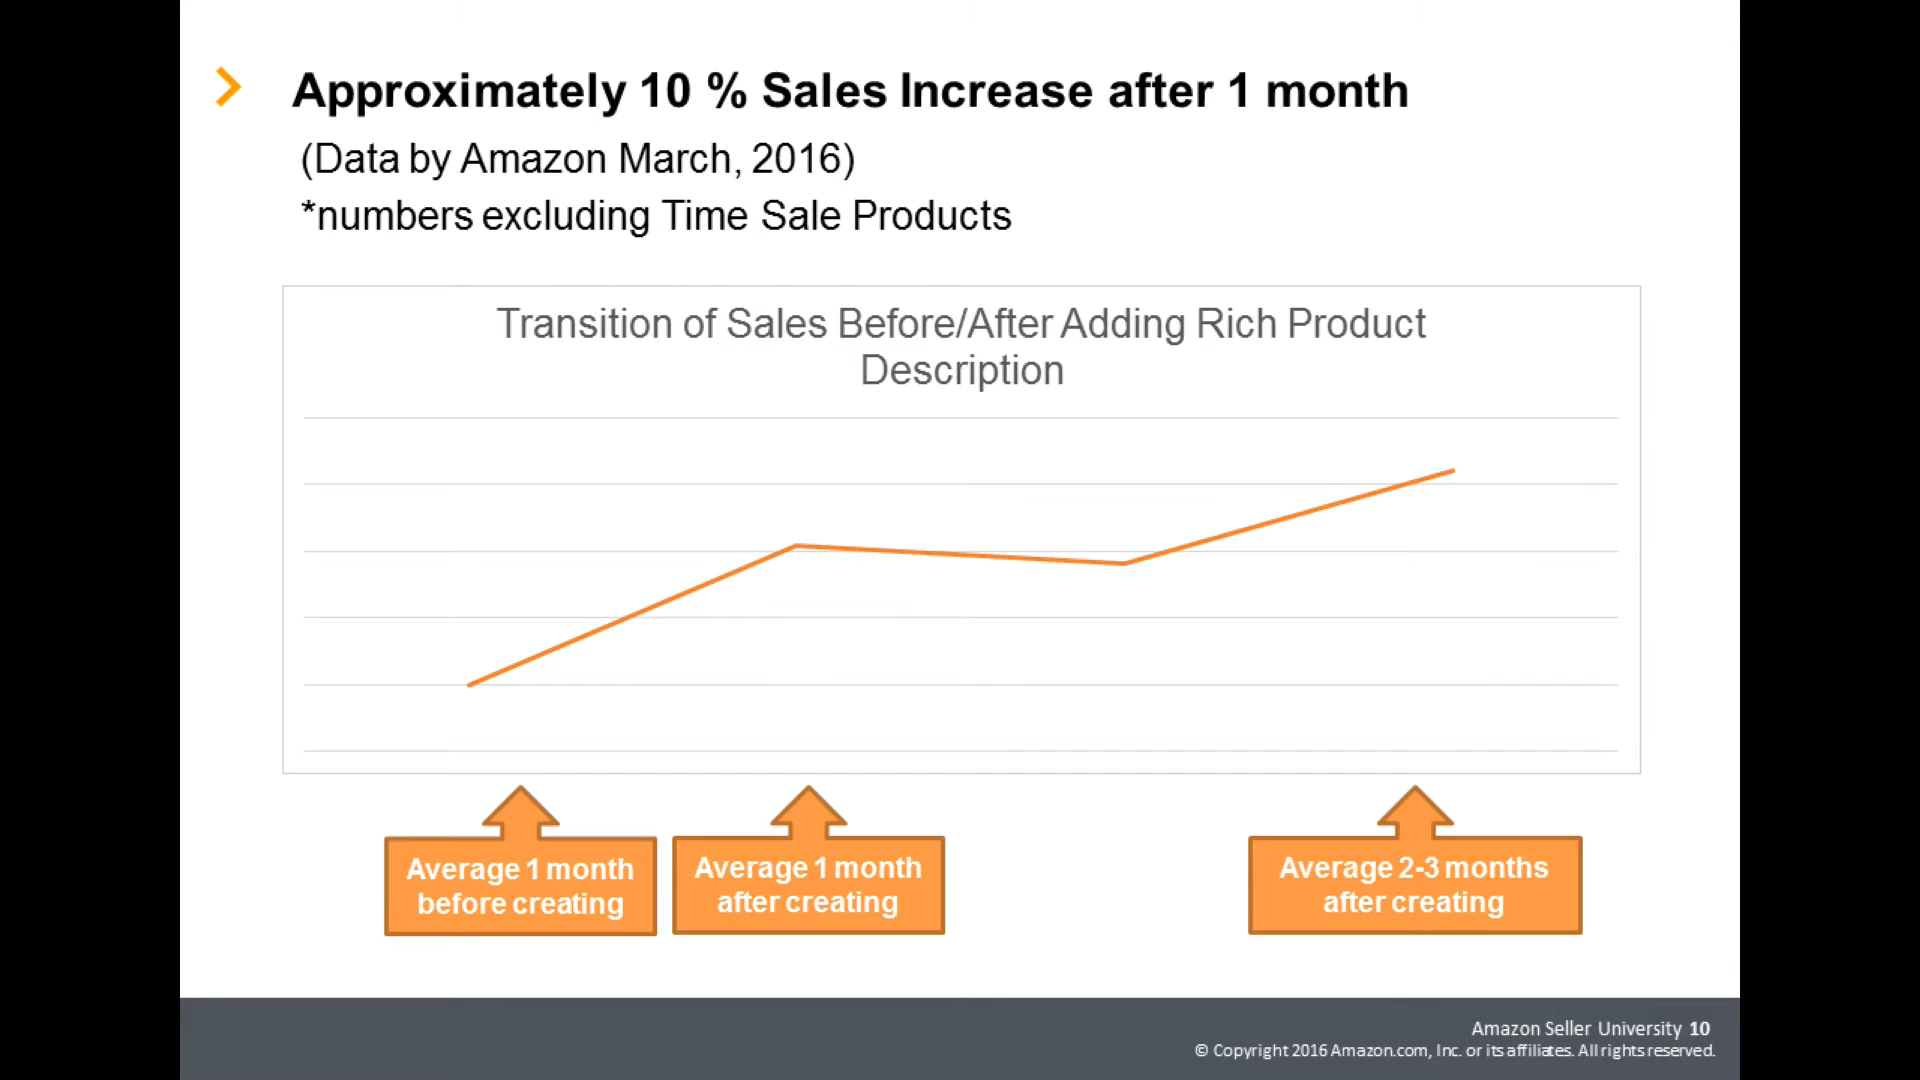 Approximately 10 % Sales Increase after 1 month
(Data by Amazon March, 2016)
*numbers excluding Time Sale Products
Transition of Sales Before/After Adding Rich Product
Description
Average 1 month
before creating
Average 1 month
after creating
Average 2-3 months
after creating
Amazon Seller University 10
© Copyright 2016 Amazon.com, Inc. or its affiliates. All rights reserved.